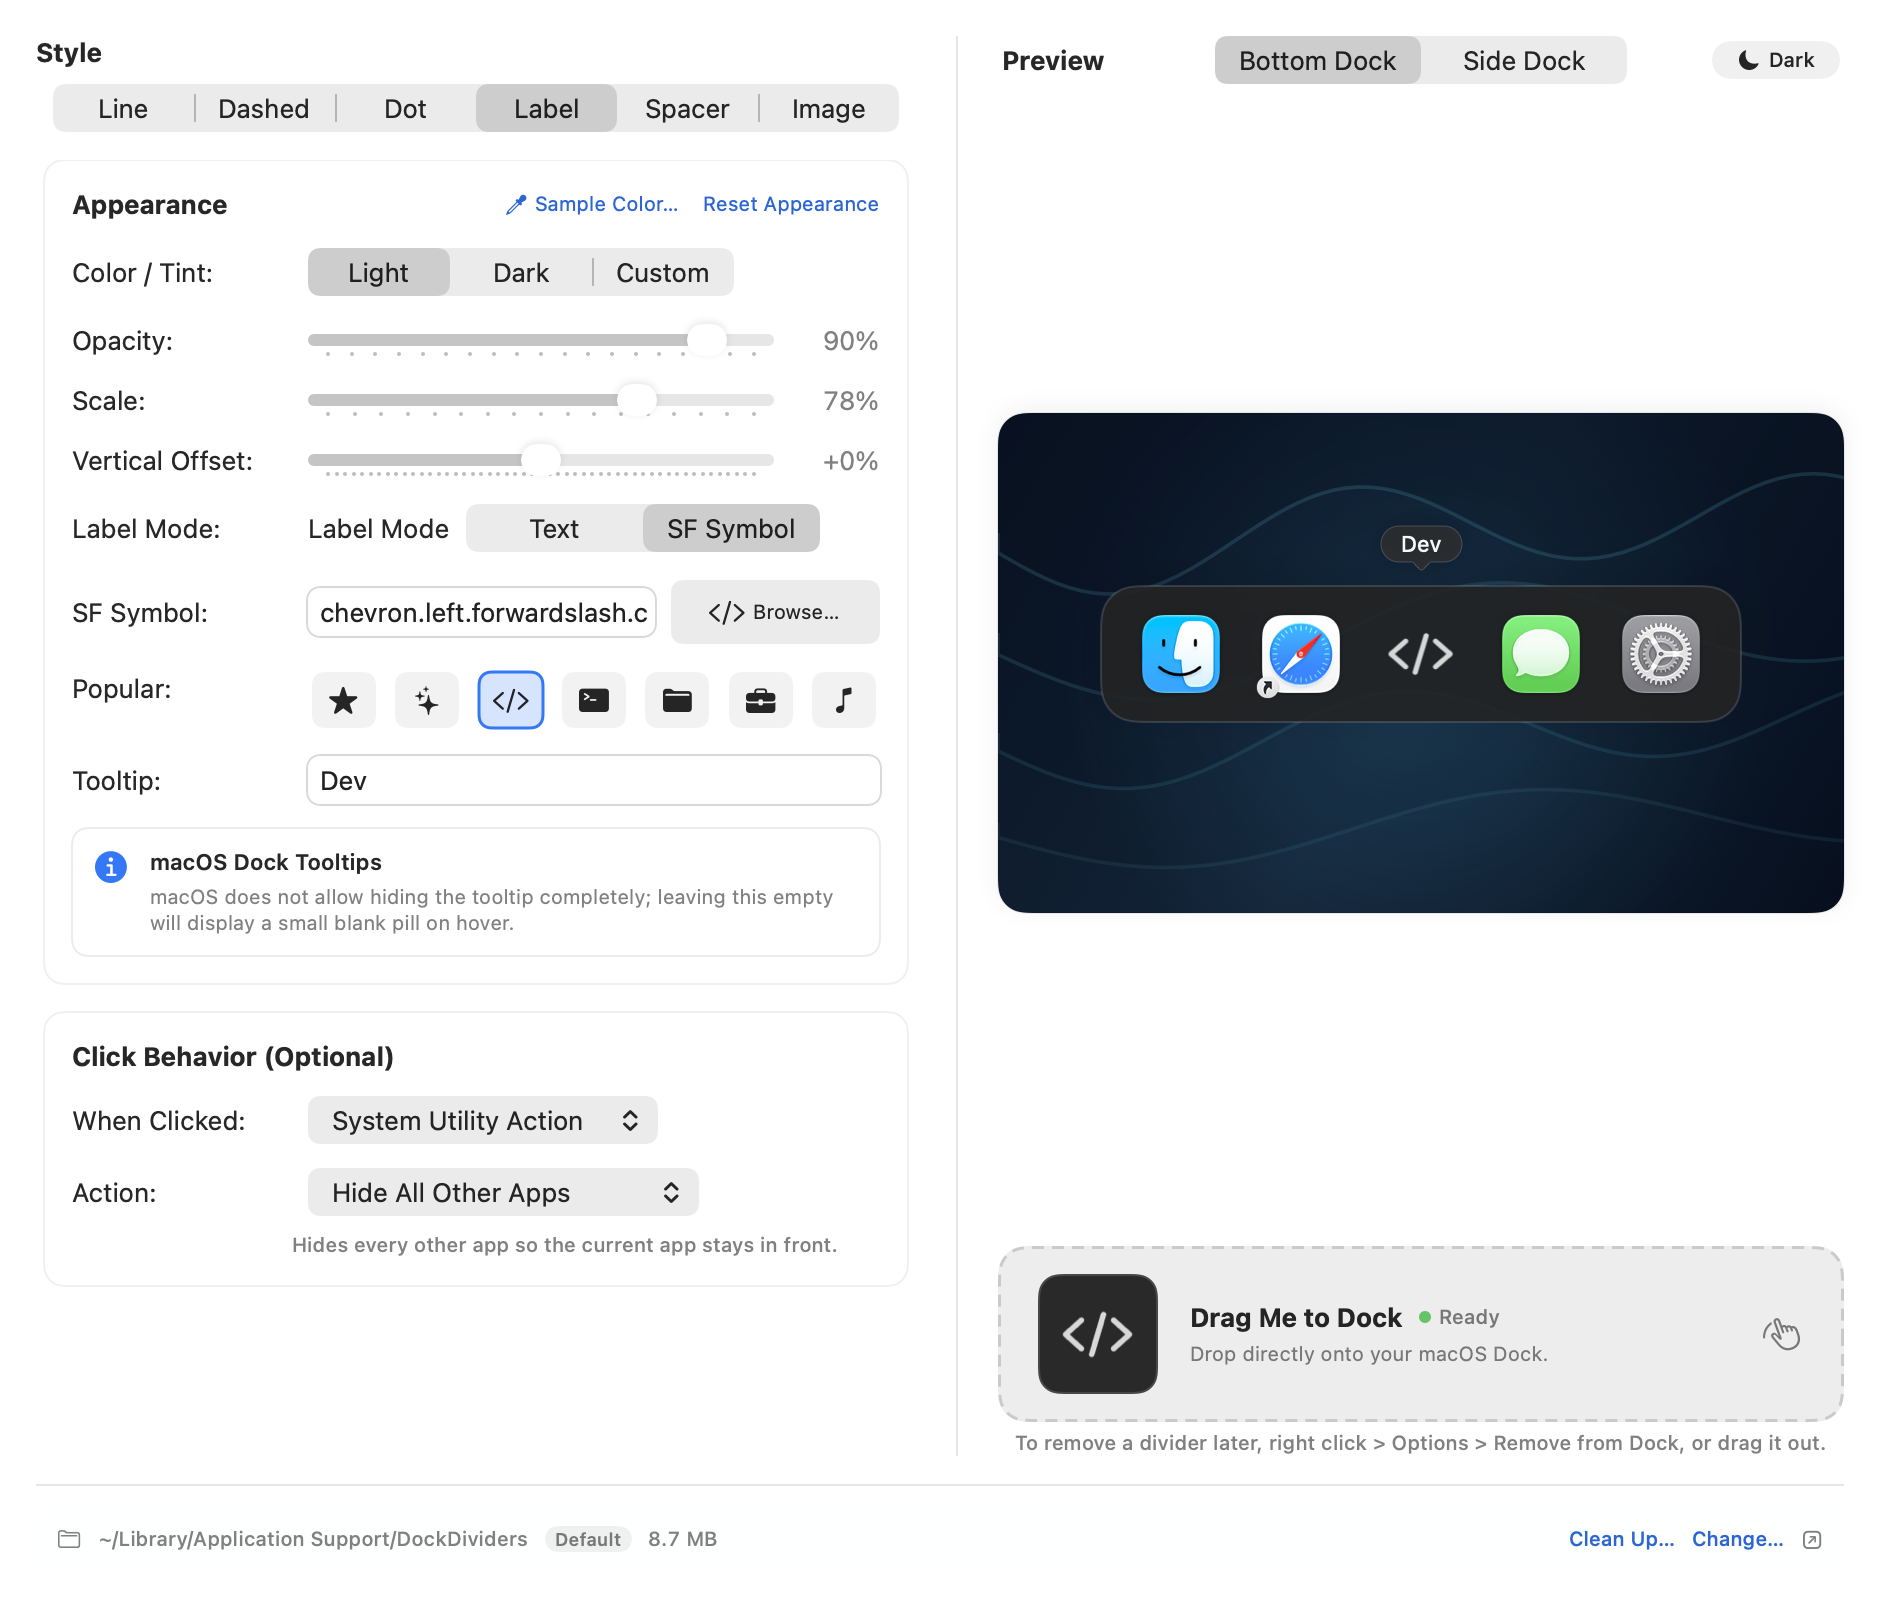 Style
Line
Dashed
Dot
Label
Spacer
Image
Appearance
Sample Color...
Reset Appearance
Color / Tint:
Light
Dark
Custom
Opacity:
90%
Scale:
78%
Vertical Offset:
+0%
Label Mode:
Label Mode
Text
SF Symbol
SF Symbol:
chevron.left.forwardslash.c
</> Browse...
Popular:
</>
Tooltip:
Dev
macOS Dock Tooltips
macOS does not allow hiding the tooltip completely; leaving this empty
will display a small blank pill on hover.
Click Behavior (Optional)
When Clicked:
System Utility Action
Action:
Hide All Other Apps
Hides every other app so the current app stays in front.
Preview
Bottom Dock
Side Dock
Dark
Dev
</>
</>
Drag Me to Dock
Ready
Drop directly onto your macOS Dock.
To remove a divider later, right click > Options > Remove from Dock, or drag it out.
~/Library/Application Support/DockDividers
Default
8.7 MB
Clean Up...
Change...